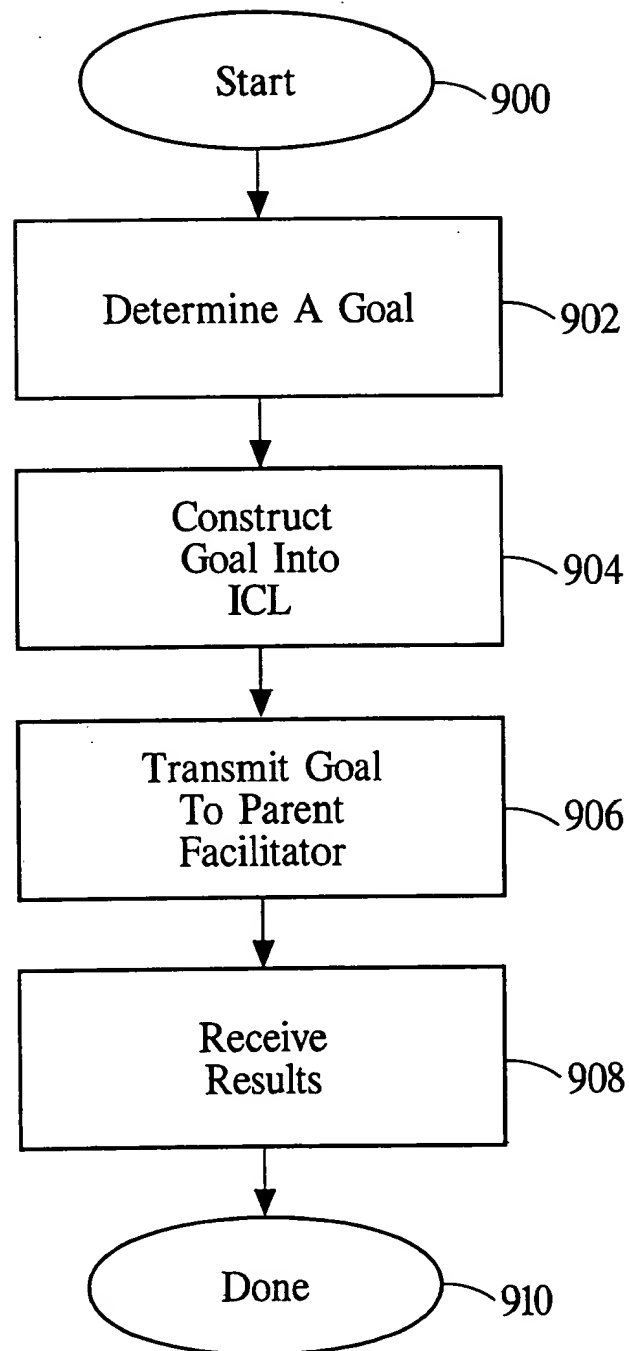 Start
900
Determine A Goal
902
Construct
Goal Into
ICL
904
Transmit Goal
To Parent
Facilitator
906
Receive
Results
908
Done
910